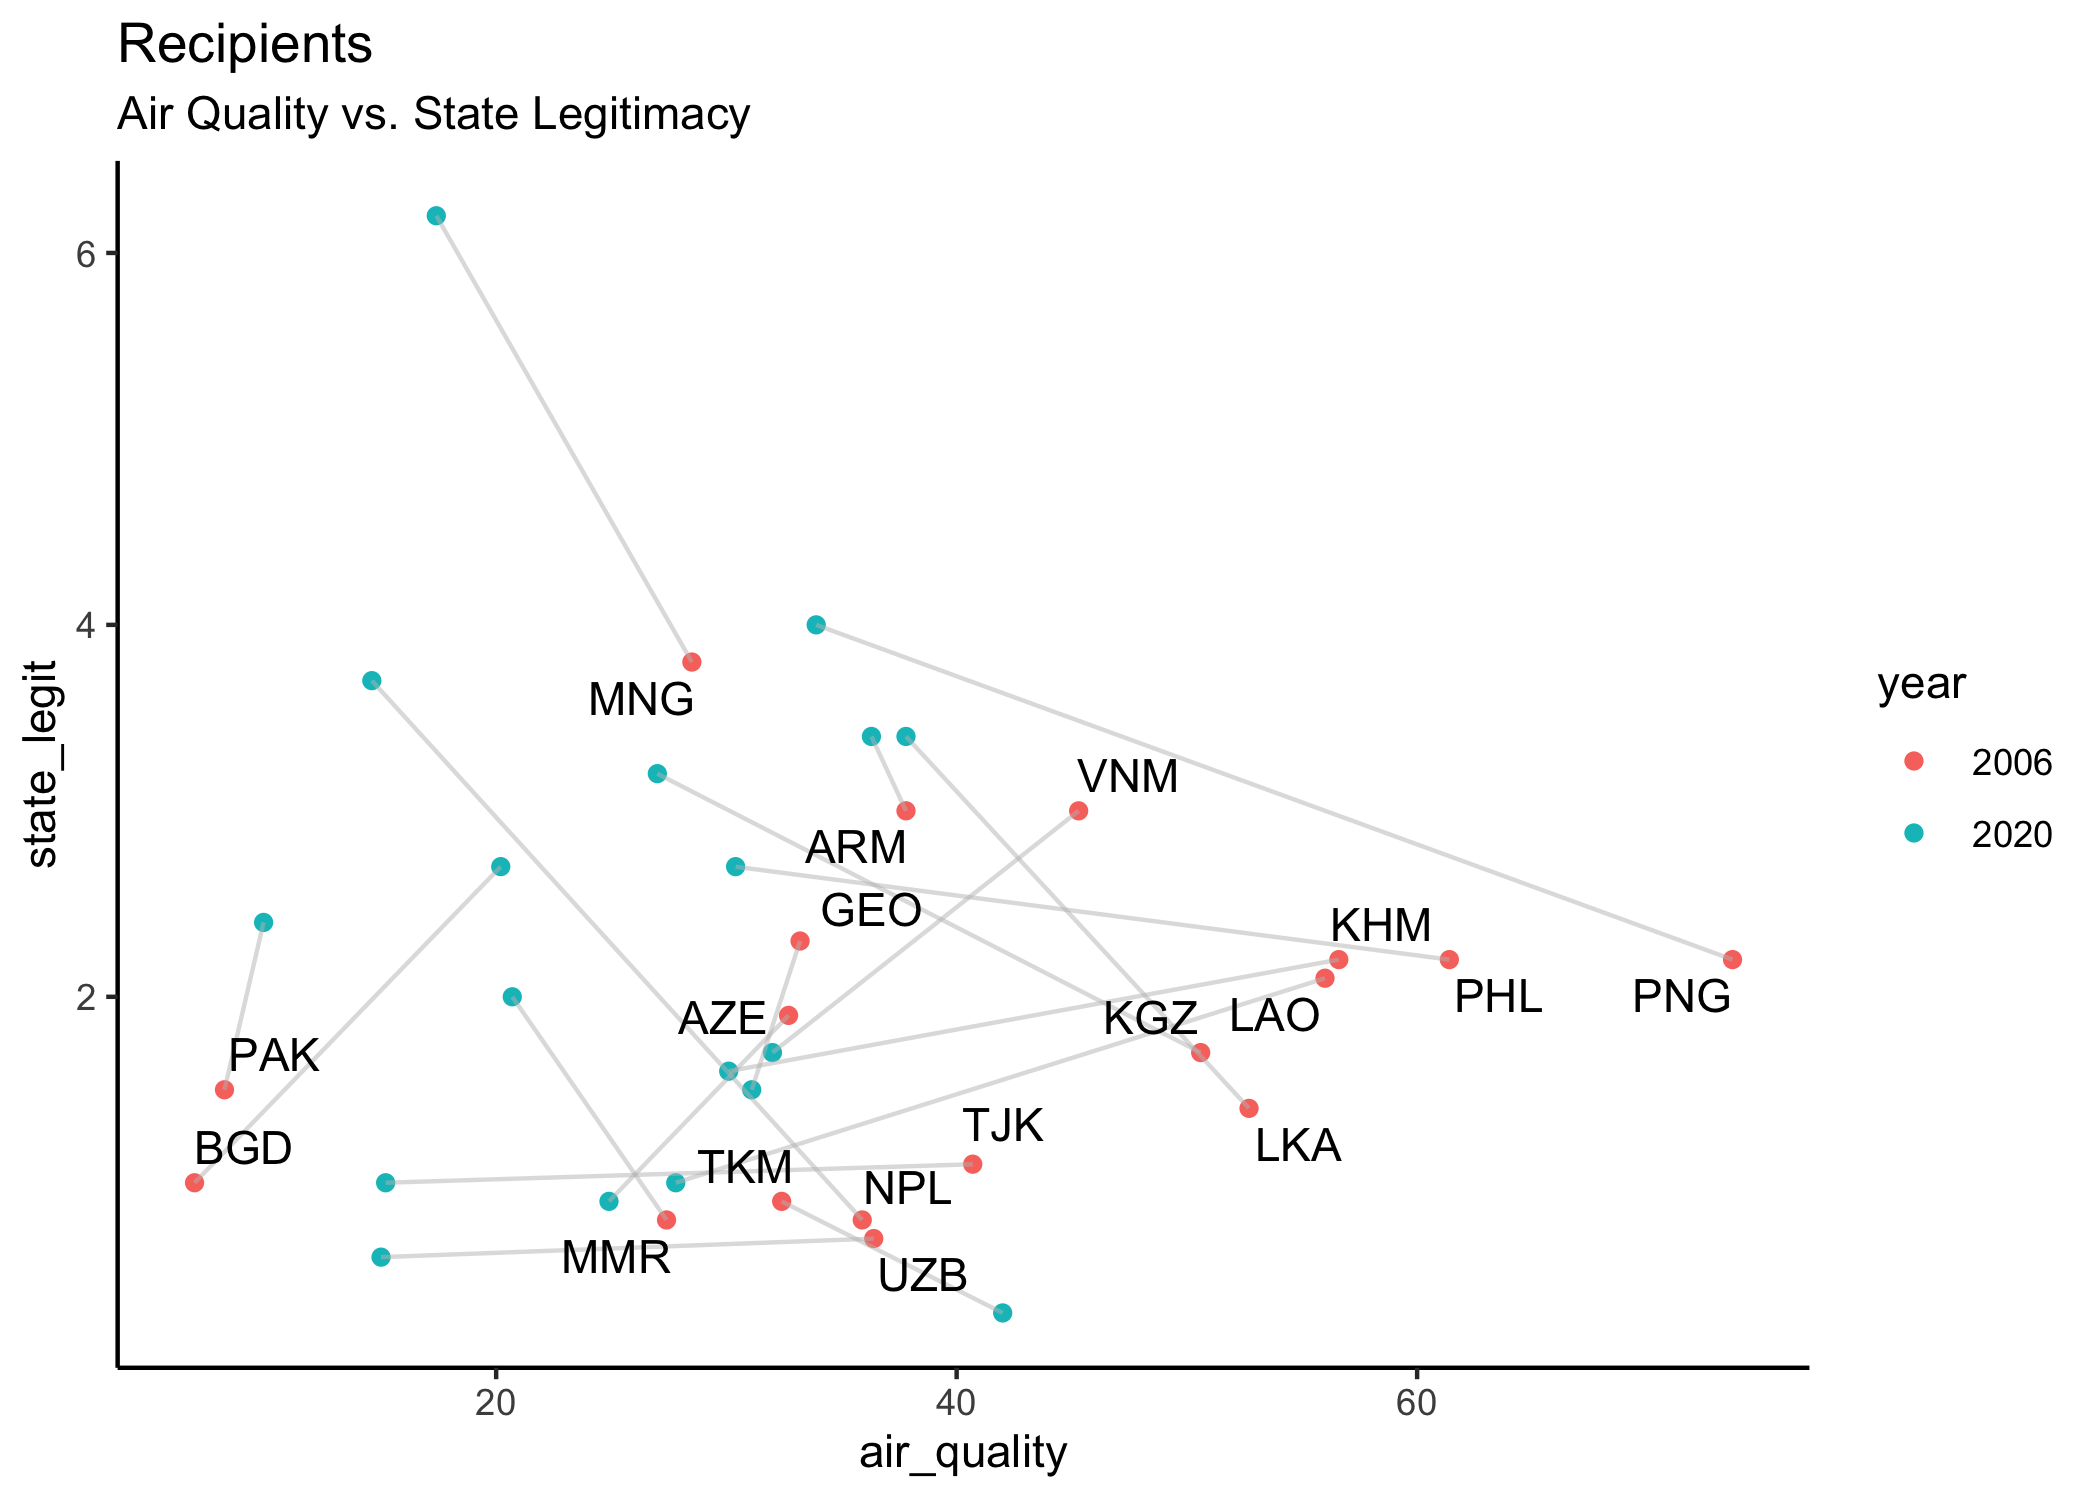 Recipients
Air Quality vs. State Legitimacy
6
4
2
state_legit
MNG
VNM
ARM
GEO
KHM
PHL
PNG
AZE
KGZ
LAO
PAK
TJK
BGD
LKA
TKM
NPL
MMR
UZB
20
40
60
air_quality
year
2006
2020